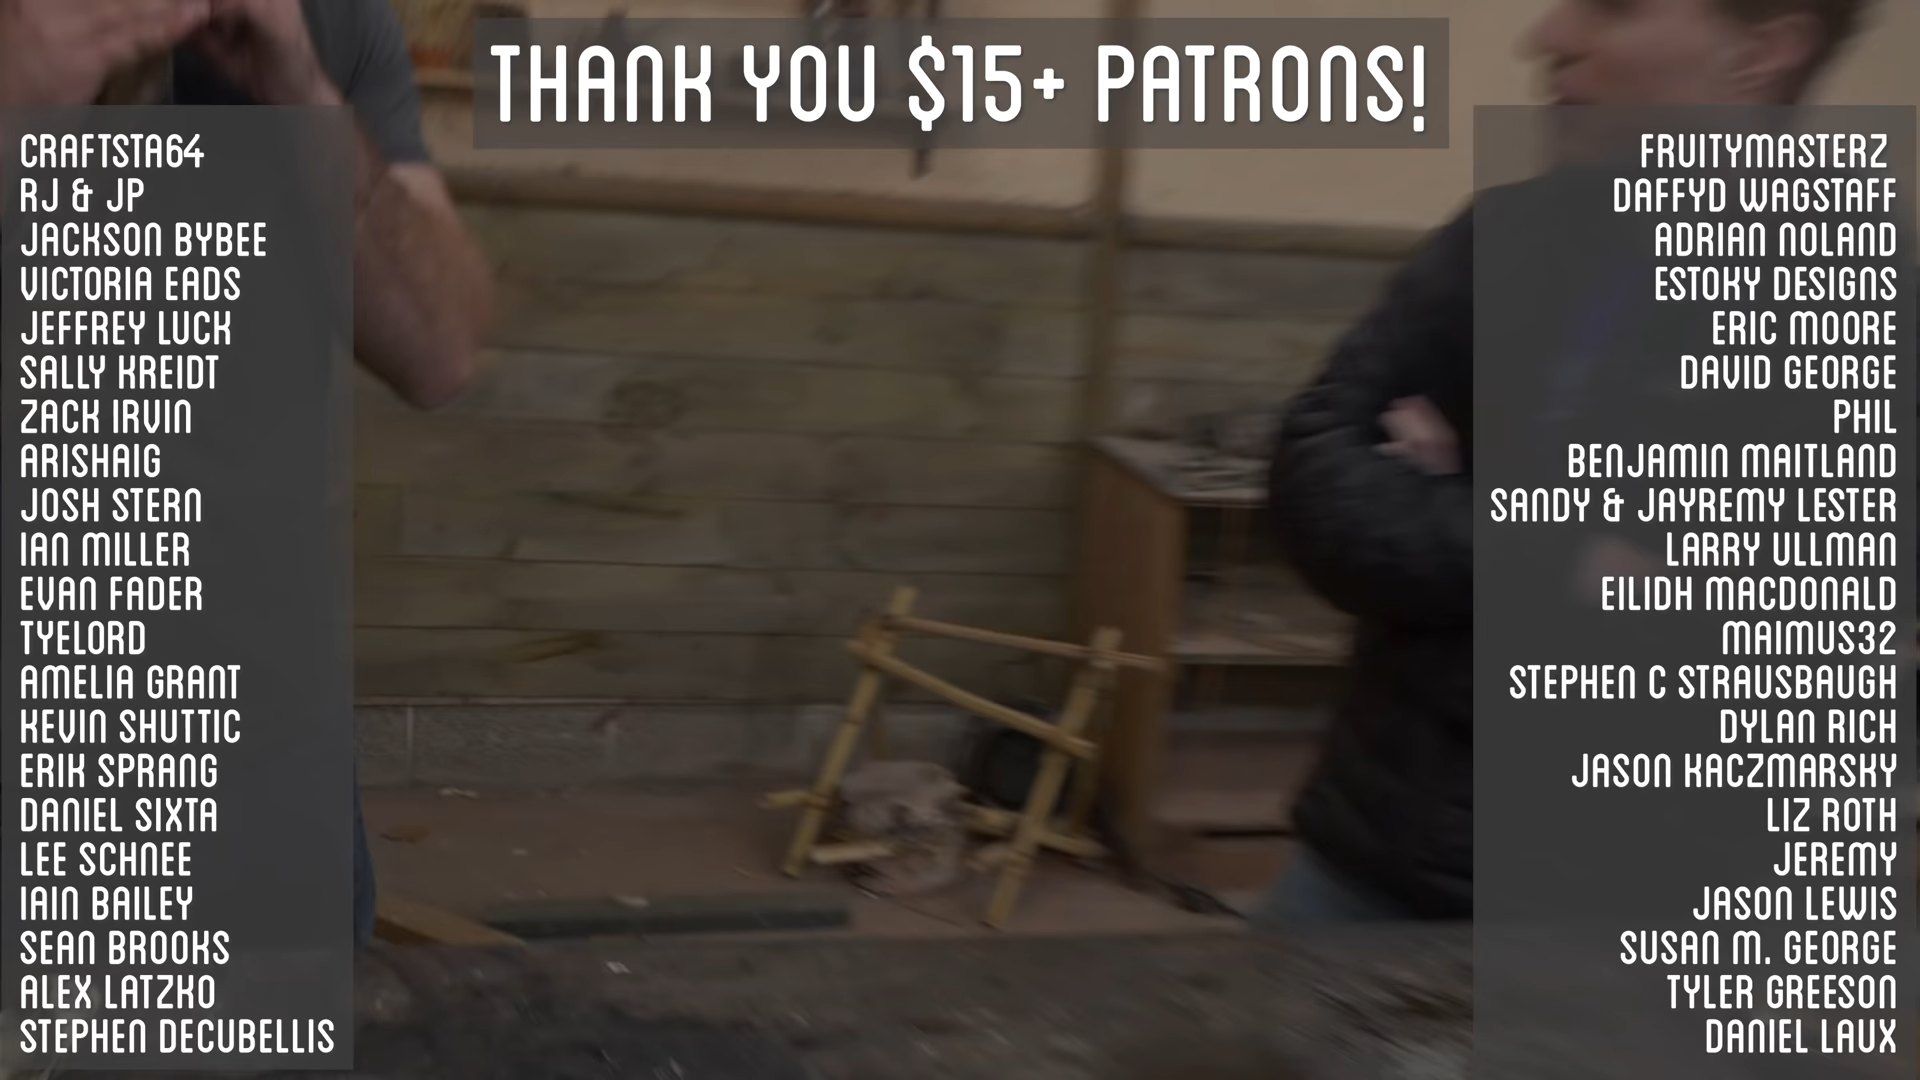 THANK YOU $15+ PATRONS!
CRAFTSTA64
RJ & JP
JACKSON BYBEE
VICTORIA EADS
JEFFREY LUCK
SALLY KREIDT
ZACK IRVIN
ARISHAIG
JOSH STERN
IAN MILLER
EVAN FADER
TYELORD
AMELIA GRANT
KEVIN SHUTTIC
ERIK SPRANG
DANIEL SIXTA
LEE SCHNEE
IAIN BAILEY
SEAN BROOKS
ALEX LATZKO
STEPHEN DECUBELLIS
FRUITYMASTERZ
DAFFYD WAGSTAFF
ADRIAN NOLAND
ESTOKY DESIGNS
ERIC MOORE
DAVID GEORGE
PHIL
BENJAMIN MAITLAND
SANDY & JAYREMY LESTER
LARRY ULLMAN
EILIDH MACDONALD
MAIMUS32
STEPHEN C STRAUSBAUGH
DYLAN RICH
JASON KACZMARSKY
LIZ ROTH
JEREMY
JASON LEWIS
SUSAN M. GEORGE
TYLER GREESON
DANIEL LAUX